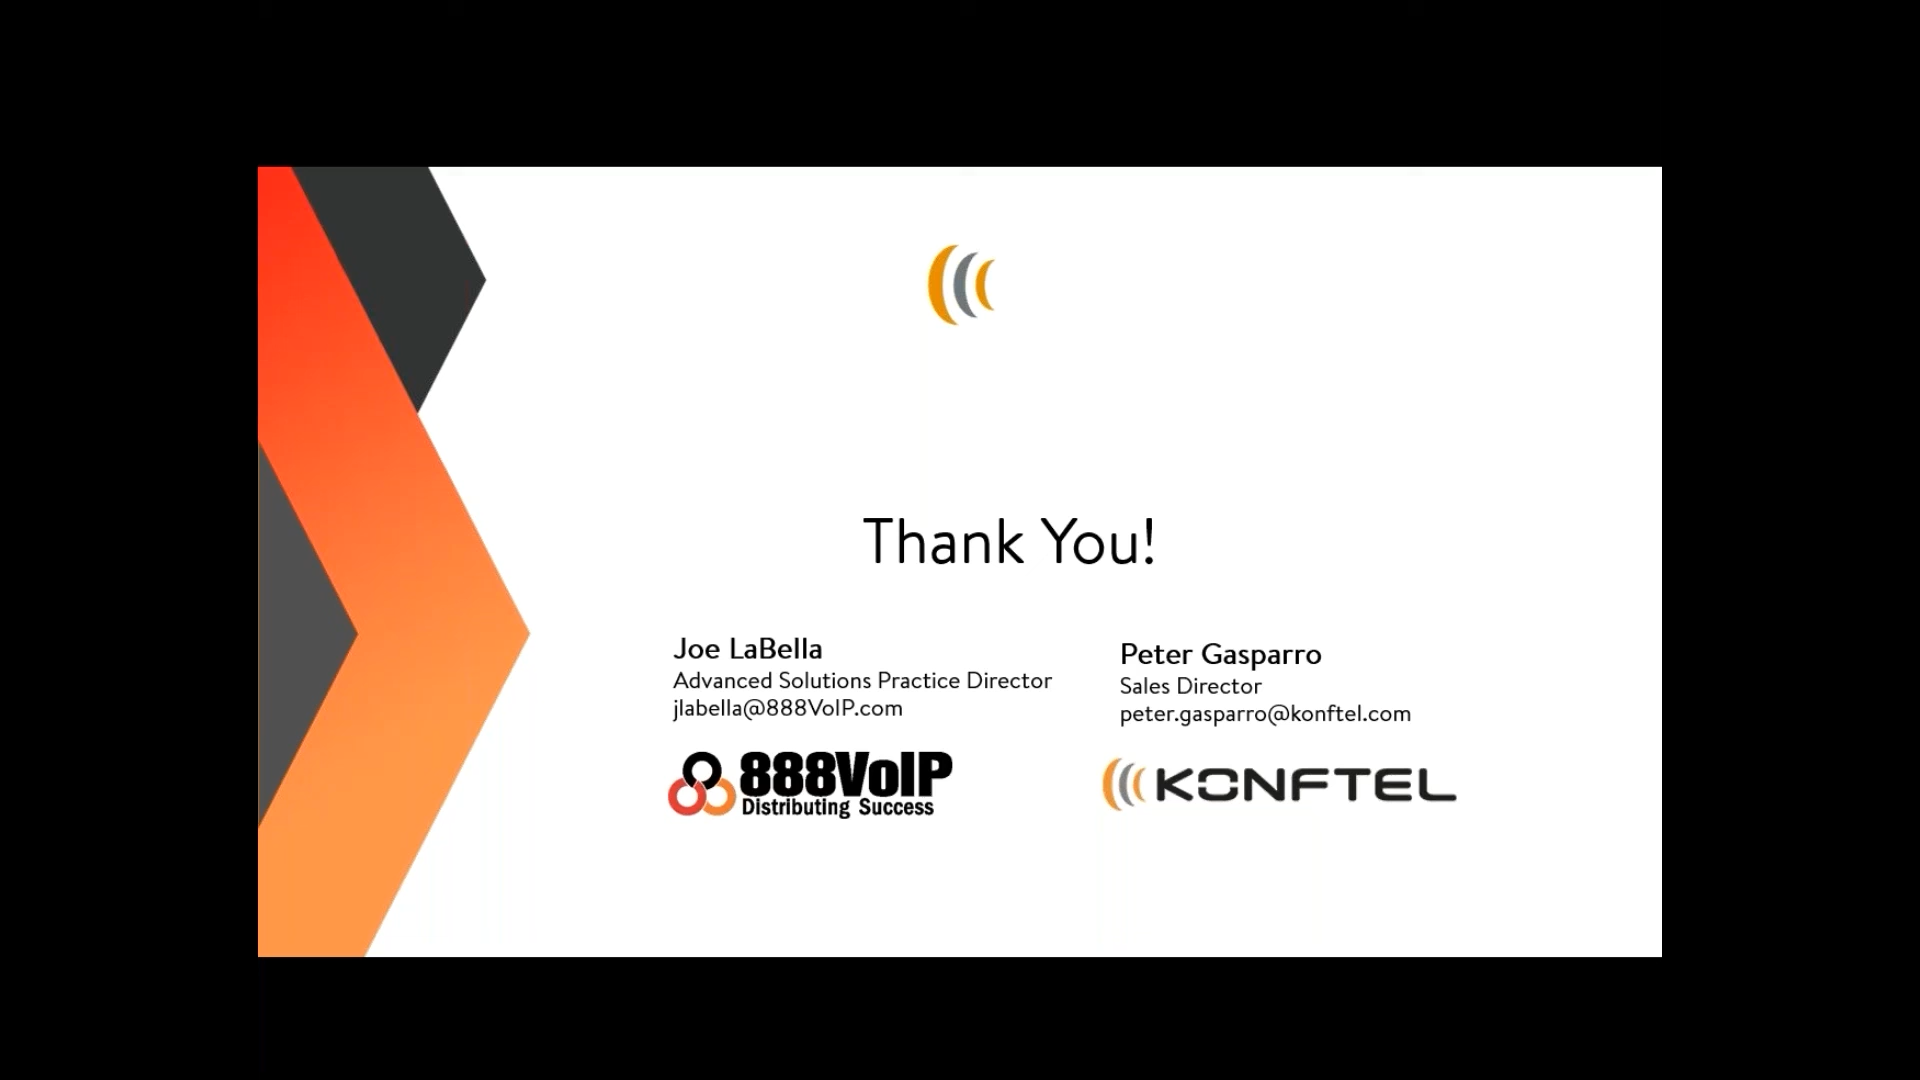 Thank You!
Joe LaBella
Advanced Solutions Practice Director
jlabella@888VoIP.com
888VoIP
Distributing Success
Peter Gasparro
Sales Director
peter.gasparro@konftel.com
KONFTEL